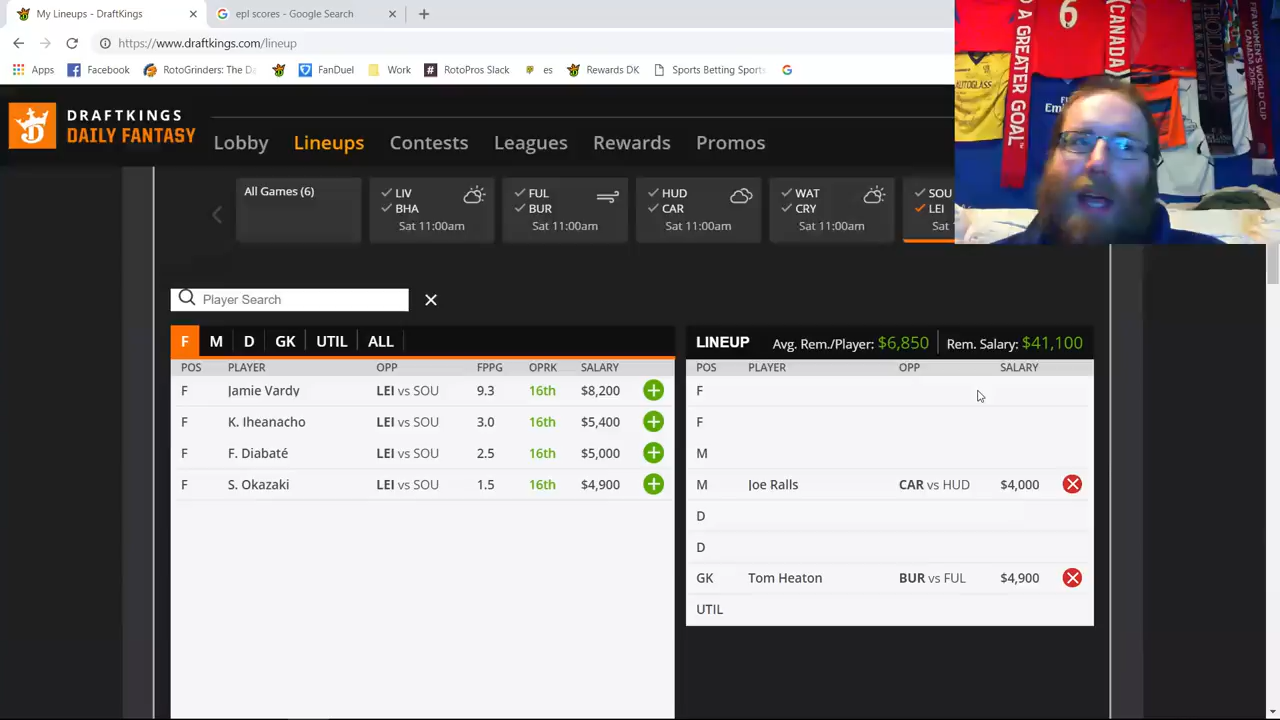 My Lineups - DraftKings
epl scores - Google Search
https://www.draftkings.com/lineup
Apps Facebook RotoGrinders: The Da FanDuel Work RotoPros Slack es Rewards DK Sports Betting Sports
DRAFTKINGS
DAILY FANTASY
Lobby Lineups Contests Leagues Rewards Promos
All Games (6)
LIV
BHA
Sat 11:00am
FUL
BUR
Sat 11:00am
HUD
CAR
Sat 11:00am
WAT
CRY
Sat 11:00am
SOU
LEI
Sat
Player Search
F M D GK UTIL ALL
POS PLAYER OPP FPPG OPRK SALARY
F Jamie Vardy LEI vs SOU 9.3 16th $8,200
F K. Iheanacho LEI vs SOU 3.0 16th $5,400
F F. Diabaté LEI vs SOU 2.5 16th $5,000
F S. Okazaki LEI vs SOU 1.5 16th $4,900
LINEUP Avg. Rem./Player: $6,850 Rem. Salary: $41,100
POS PLAYER OPP SALARY
F
F
M
M Joe Ralls CAR vs HUD $4,000
D
D
GK Tom Heaton BUR vs FUL $4,900
UTIL
A GREATER GOAL
6
CANADA
AUTOGLASS